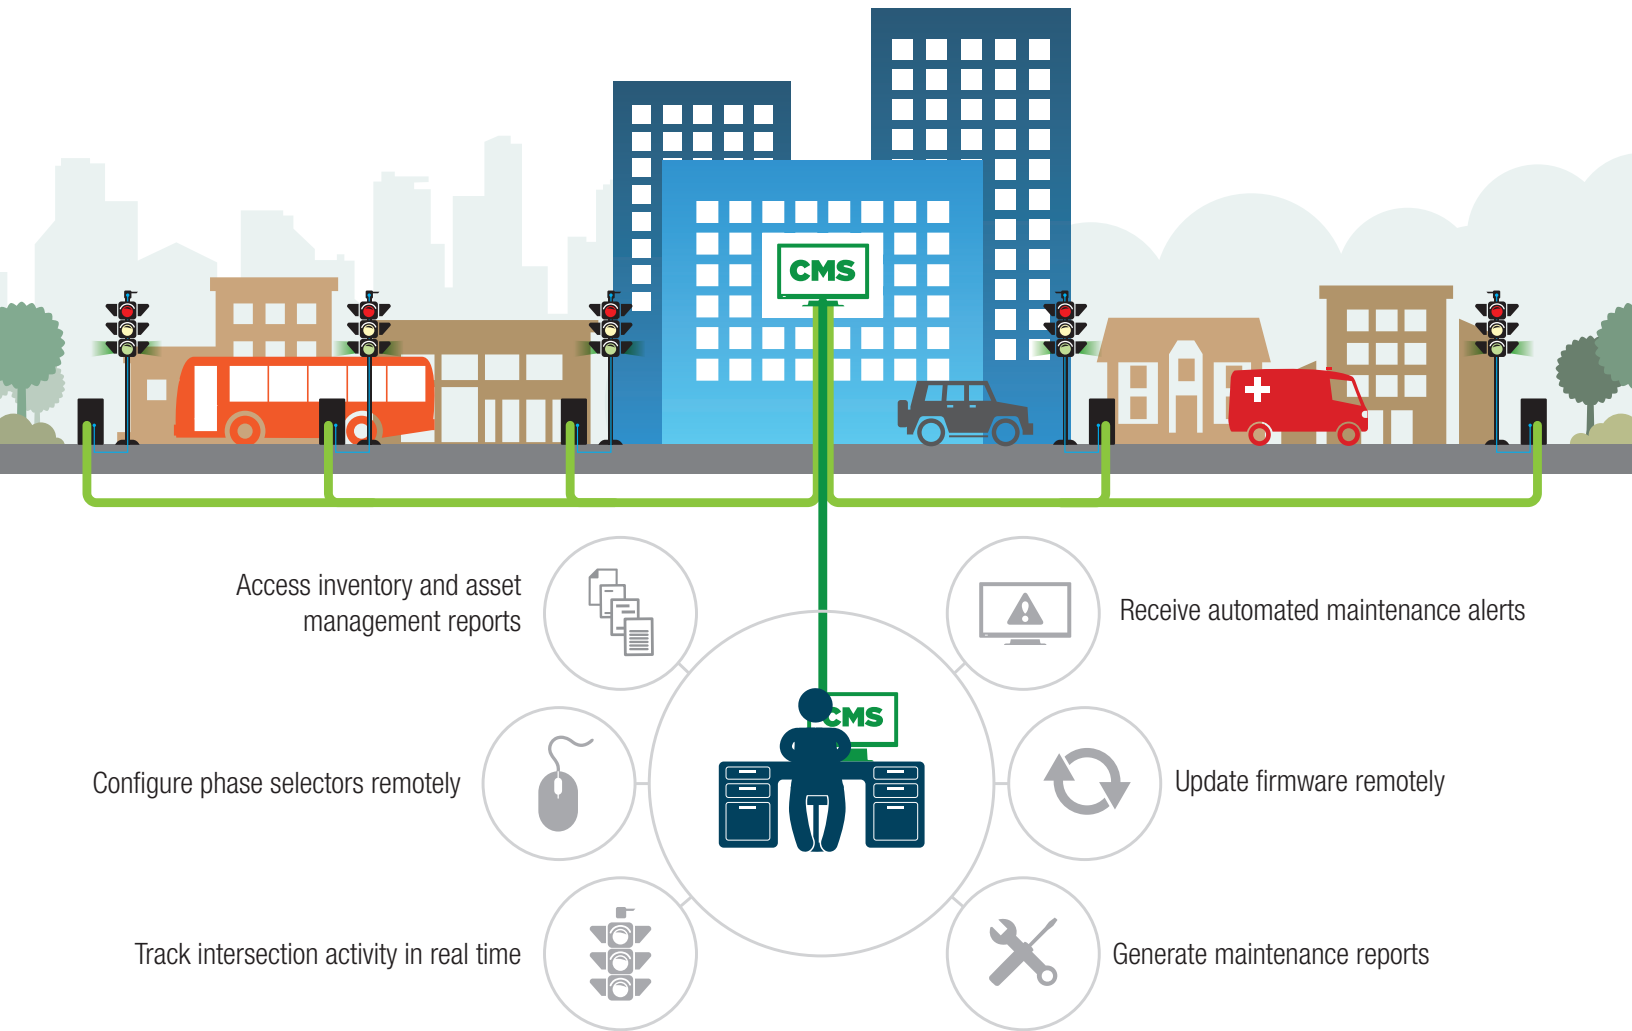 CMS
Access inventory and asset
management reports
Receive automated maintenance alerts
CMS
Configure phase selectors remotely
Update firmware remotely
Track intersection activity in real time
Generate maintenance reports